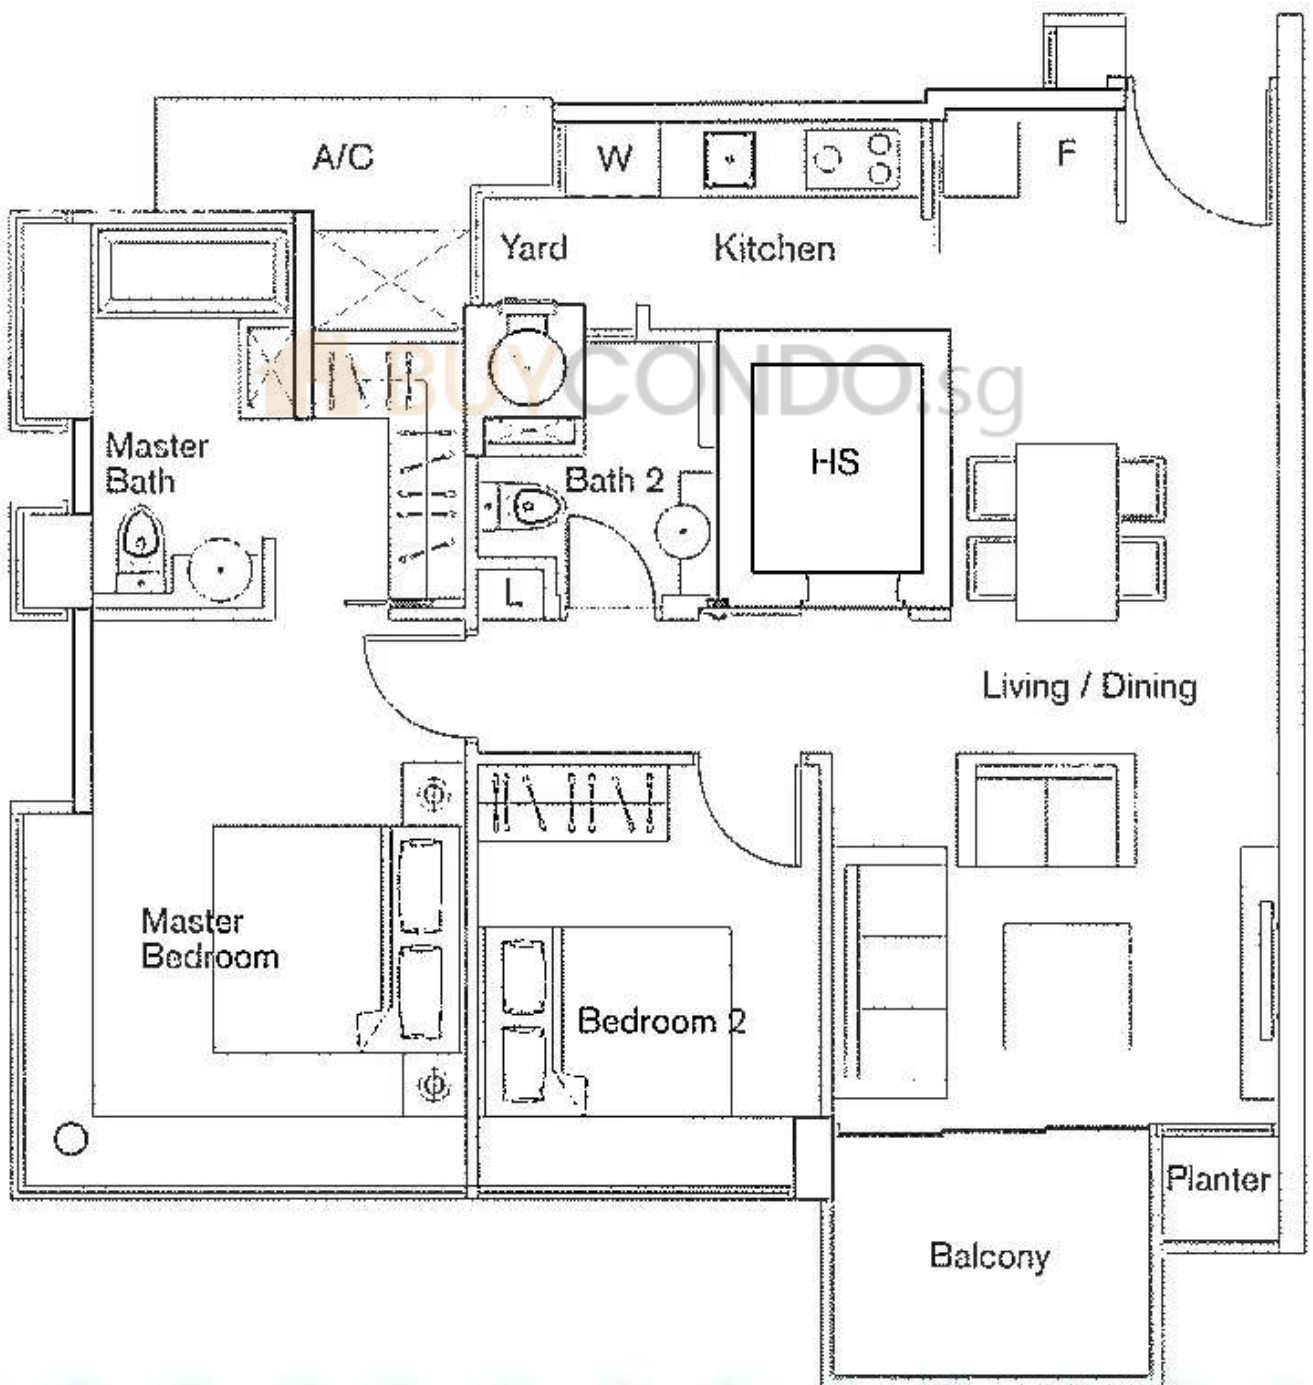 A/C
W
F
Yard
Kitchen
BUYCONDO.sg
Master
Bath
HS
Bath 2
L
Living / Dining
Master
Bedroom
Bedroom 2
Planter
Balcony